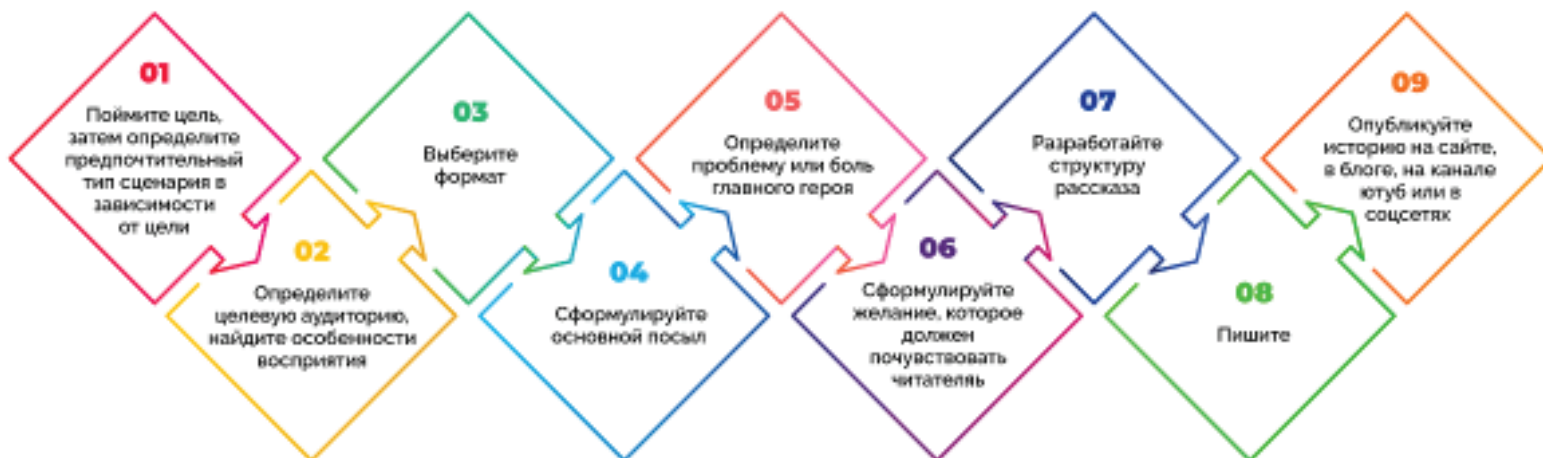 01
Поймите цель,
затем определите
предпочтительный
тип сценария в
зависимости
от цели
02
Определите
целевую аудиторию,
найдите особенности
восприятия
03
Выберите
формат
04
Сформулируйте
основной посыл
05
Определите
проблему или боль
главного героя
06
Сформулируйте
желание, которое
должен
почувствовать
читателяь
07
Разработайте
структуру
рассказа
08
Пишите
09
Опубликуйте
историю на сайте,
в блоге, на канале
ютуб или в
соцсетях